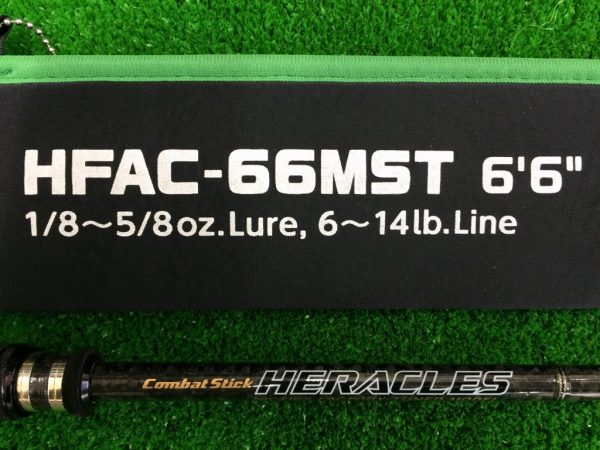 HFAC-66MST 6'6"
1/8～5/8oz.Lure, 6～14lb.Line
Combat Stick HERACLES